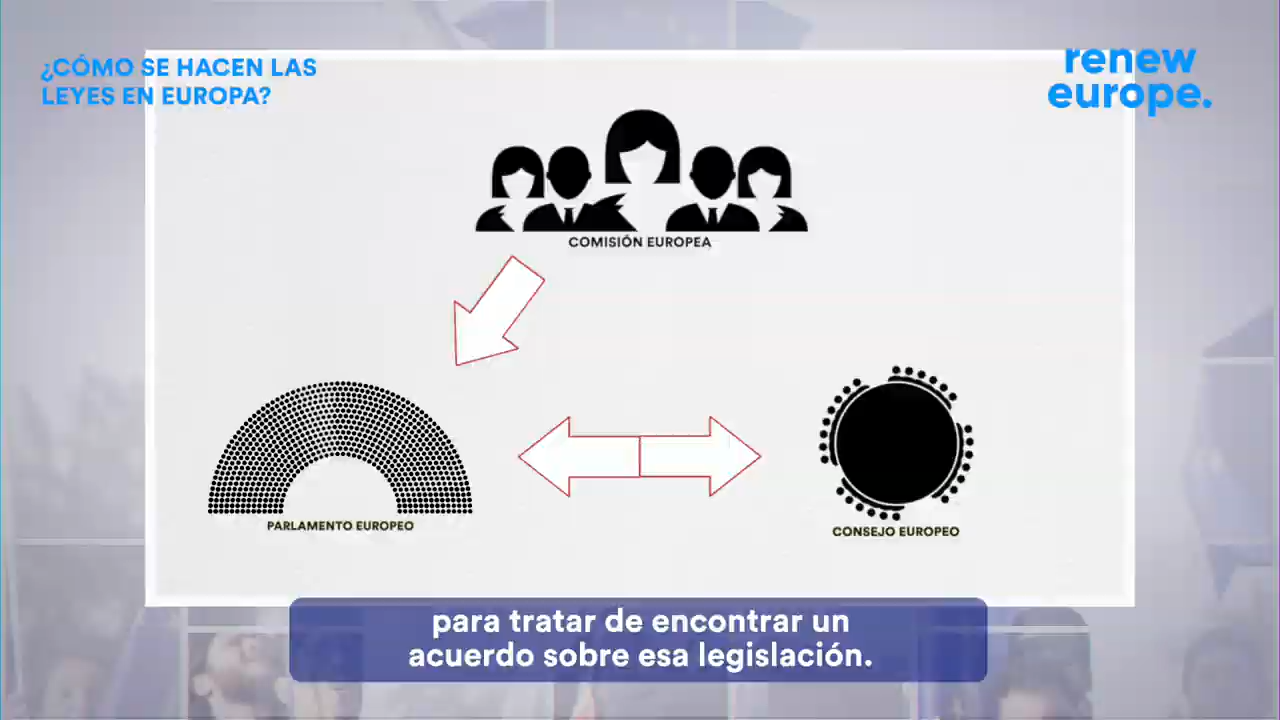 ¿CÓMO SE HACEN LAS
LEYES EN EUROPA?
renew
europe.
COMISIÓN EUROPEA
PARLAMENTO EUROPEO
CONSEJO EUROPEO
para tratar de encontrar un
acuerdo sobre esa legislación.